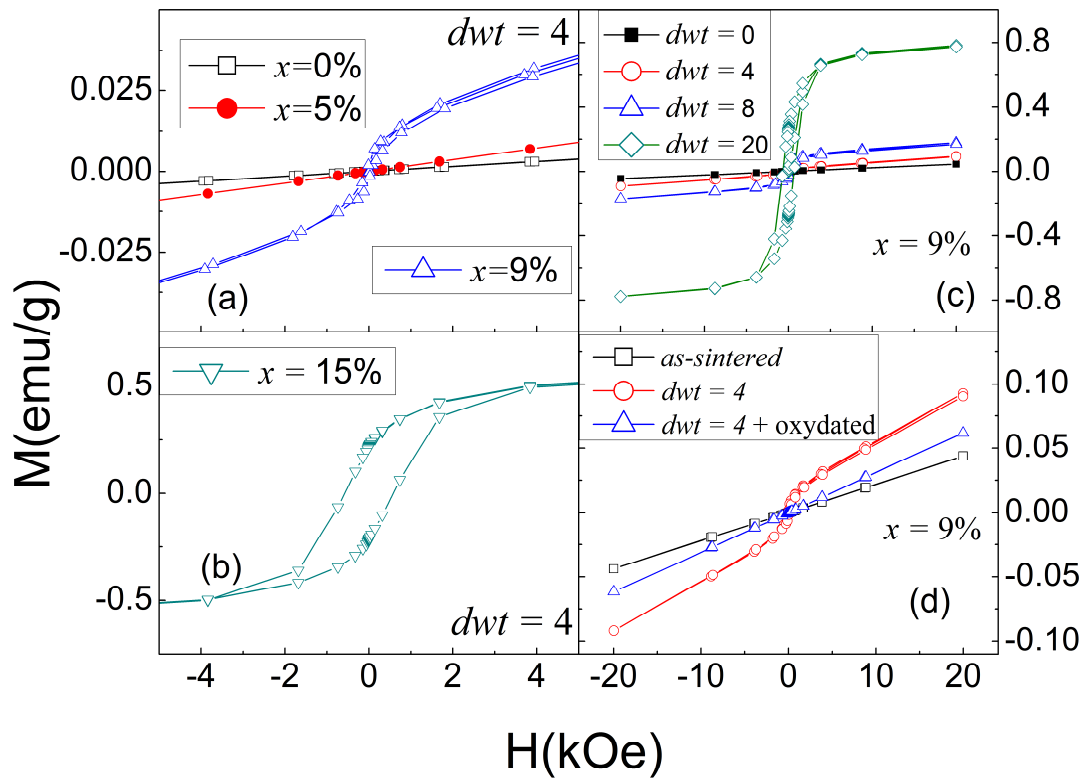 dwt = 4
x=0%
x=5%
0.025
0.000
-0.025
x=9%
(a)
dwt = 0
dwt = 4
dwt = 8
dwt = 20
0.8
0.4
0.0
-0.4
-0.8
x = 9%
(c)
M(emu/g)
x = 15%
0.5
0.0
-0.5
(b)
dwt = 4
-4
-2
0
2
4
as-sintered
dwt = 4
dwt = 4 + oxydated
0.10
0.05
0.00
-0.05
-0.10
x = 9%
(d)
-20
-10
0
10
20
H(kOe)